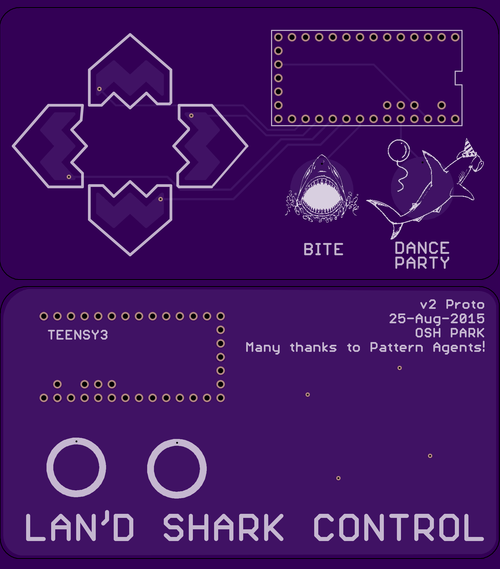 BITE
DANCE
PARTY
v2 Proto
25-Aug-2015
OSH PARK
Many thanks to Pattern Agents!
TEENSY3
LAN'D SHARK CONTROL